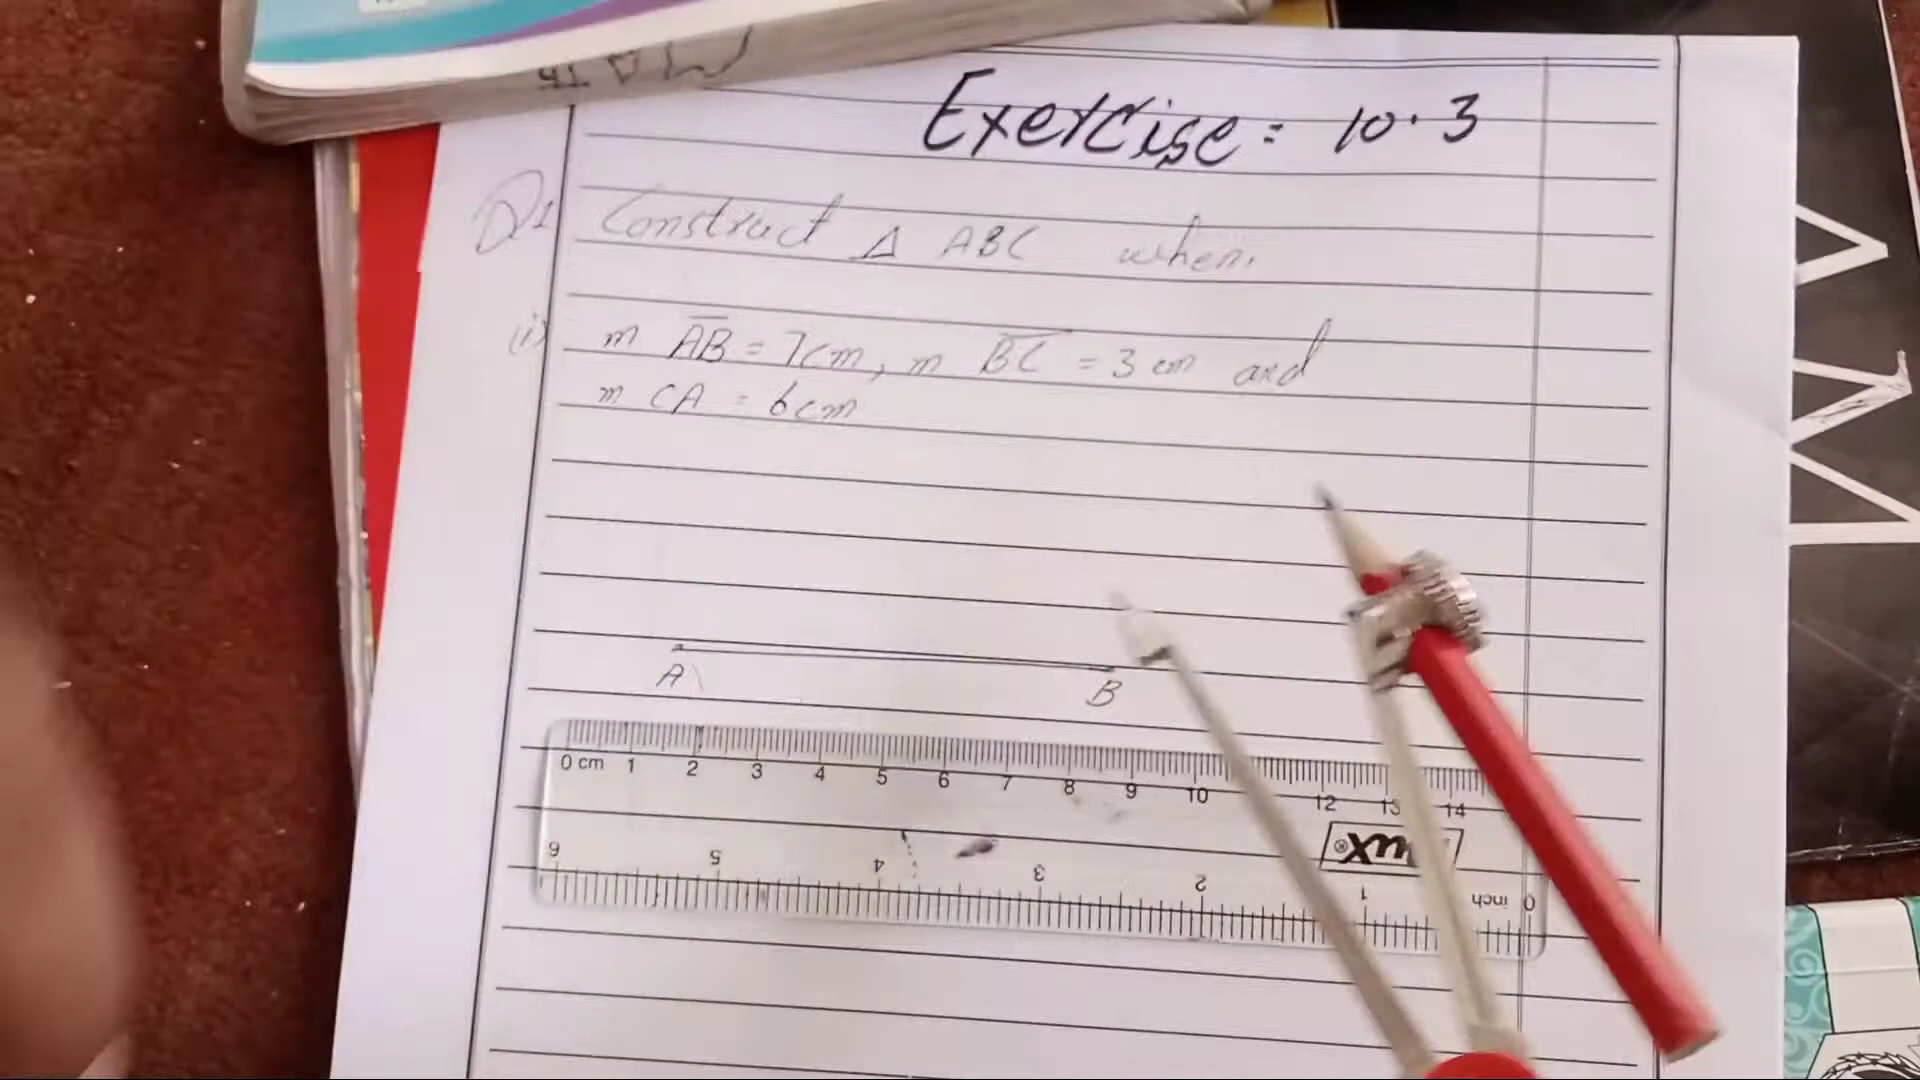 Exercise = 10.3
Q1 Construct Δ ABC when.
(i) m AB = 7cm, m BC = 3 cm and
m CA = 6cm
A B
0 cm 1 2 3 4 5 6 7 8 9 10 12 13 14
6 5 4 3 2 1 0 inch